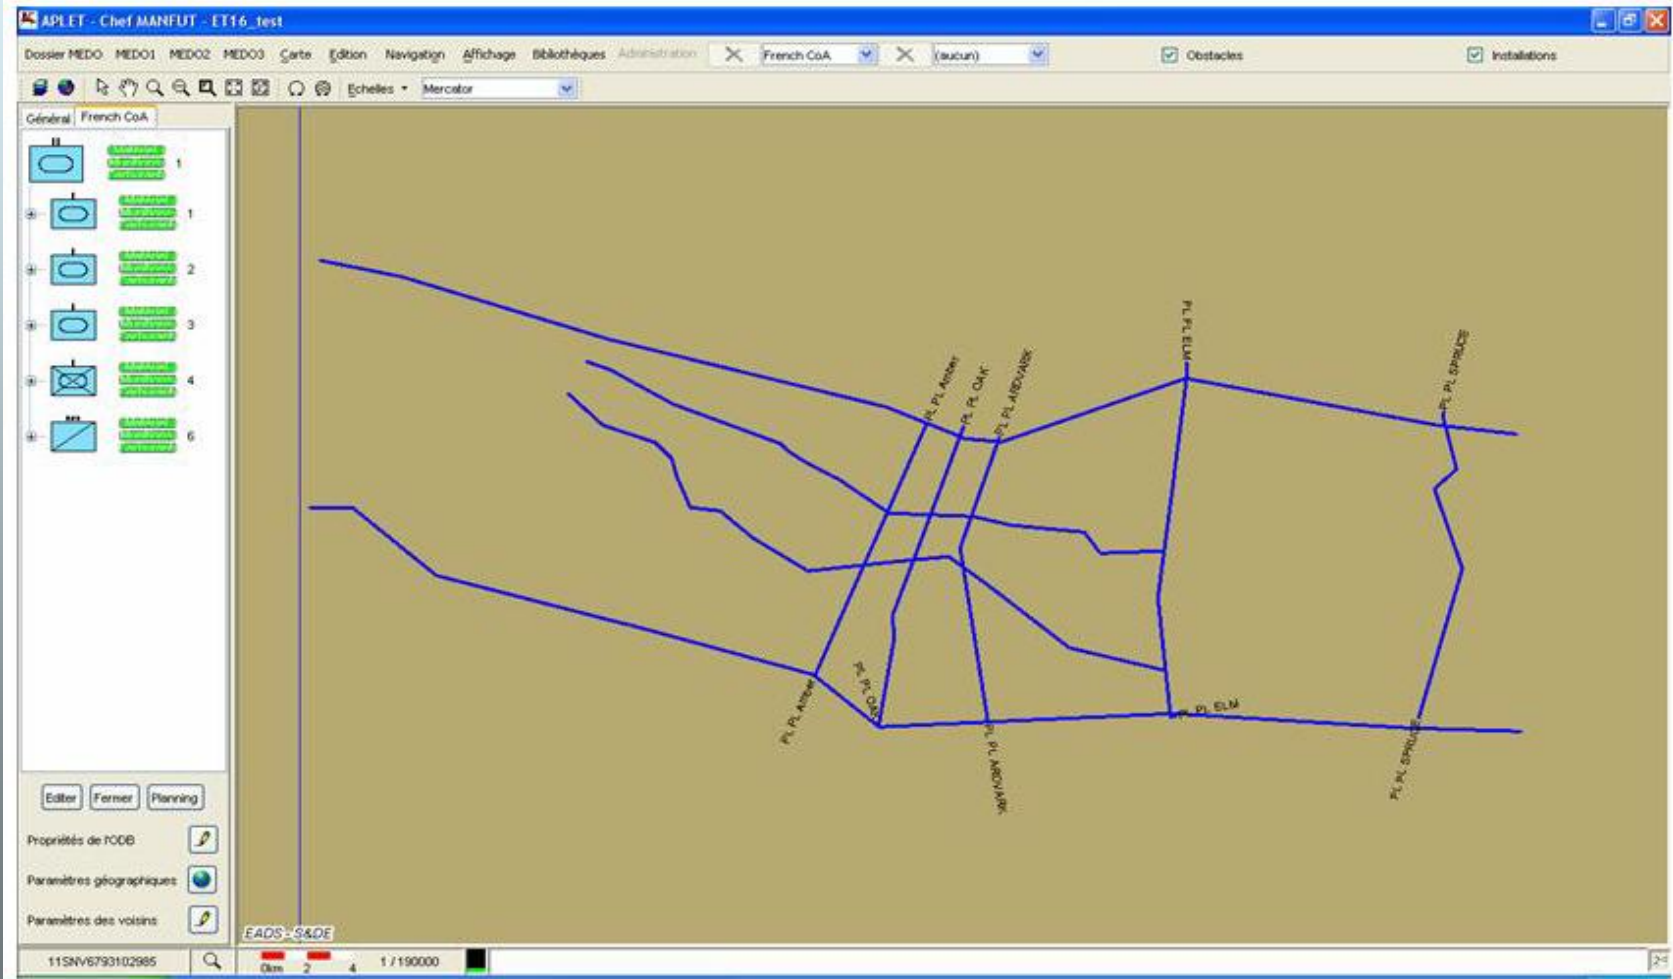 APLET - Chef MANFUT - ET16_test
Dossier MEDO MEDO1 MEDO2 MEDO3 Carte Edition Navigation Affichage Bibliothèques Administration French CoA (aucun) Obstacles Installations
Echelles Mercator
Général French CoA
1
1
2
3
4
6
PL PL Amber
PL PL OAK
PL PL ARDVARK
PL PL ELM
PL PL SPRUCE
PL PL Amber
PL PL OAK
PL PL ARDVARK
PL PL ELM
PL PL SPRUCE
Editer Fermer Planning
Propriétés de l'ODB
Paramètres géographiques
Paramètres des voisins
EADS - S&DE
11SNV6793102985
0km 2 4 1 / 190000